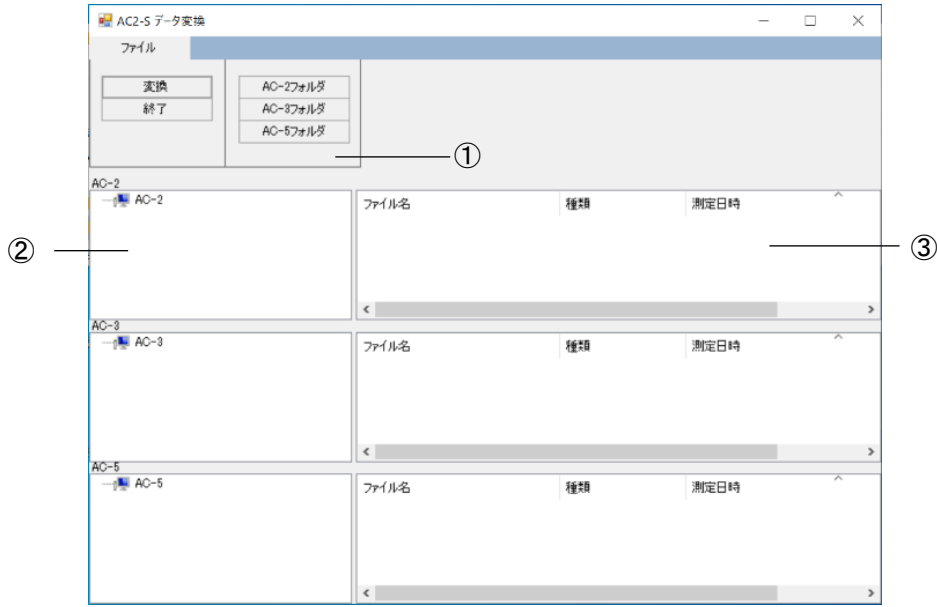 AC2-S データ変換
ファイル
変換
終了
AC-2フォルダ
AC-3フォルダ
AC-5フォルダ
①
AC-2
AC-2
ファイル名 種類 測定日時
②
③
AC-3
AC-3
ファイル名 種類 測定日時
AC-5
AC-5
ファイル名 種類 測定日時